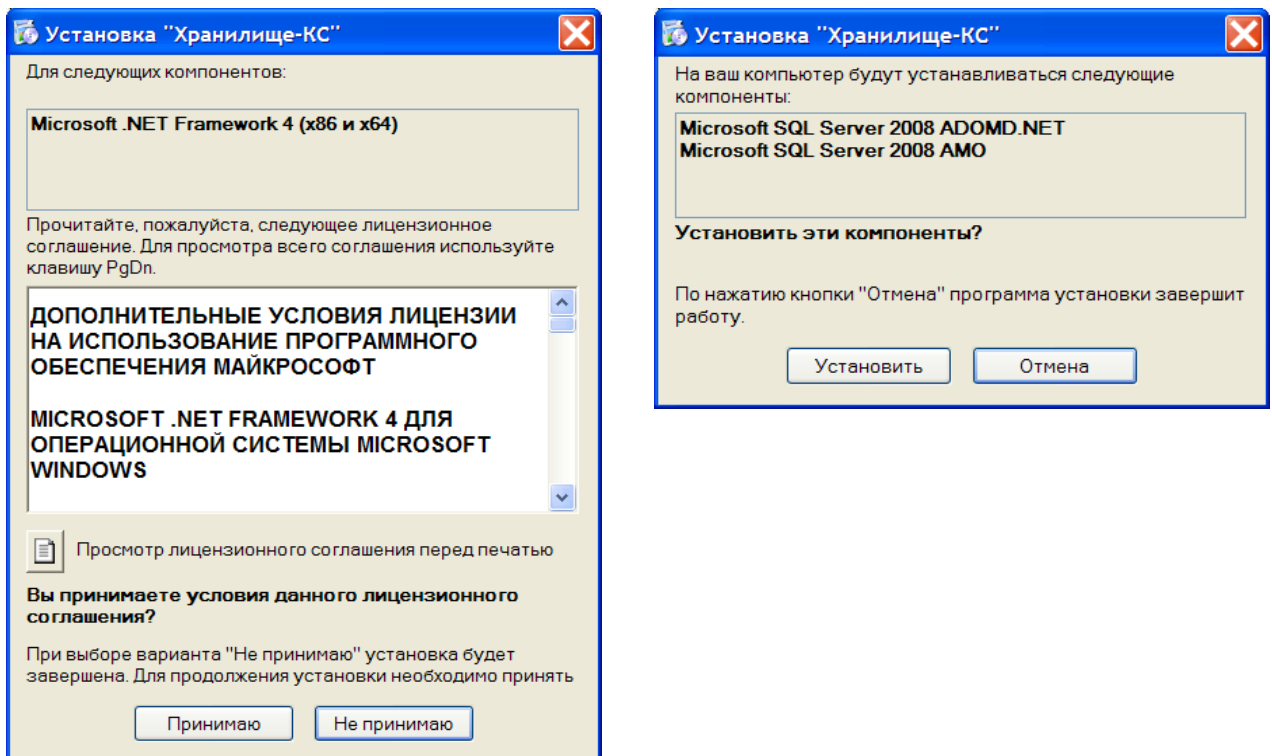 Установка "Хранилище-КС"
Для следующих компонентов:
Microsoft .NET Framework 4 (x86 и x64)
Прочитайте, пожалуйста, следующее лицензионное
соглашение. Для просмотра всего соглашения используйте
клавишу PgDn.
ДОПОЛНИТЕЛЬНЫЕ УСЛОВИЯ ЛИЦЕНЗИИ
НА ИСПОЛЬЗОВАНИЕ ПРОГРАММНОГО
ОБЕСПЕЧЕНИЯ МАЙКРОСОФТ
MICROSOFT .NET FRAMEWORK 4 ДЛЯ
ОПЕРАЦИОННОЙ СИСТЕМЫ MICROSOFT
WINDOWS
Просмотр лицензионного соглашения перед печатью
Вы принимаете условия данного лицензионного
соглашения?
При выборе варианта "Не принимаю" установка будет
завершена. Для продолжения установки необходимо принять
Принимаю
Не принимаю
Установка "Хранилище-КС"
На ваш компьютер будут устанавливаться следующие
компоненты:
Microsoft SQL Server 2008 ADOMD.NET
Microsoft SQL Server 2008 AMO
Установить эти компоненты?
По нажатию кнопки "Отмена" программа установки завершит
работу.
Установить
Отмена